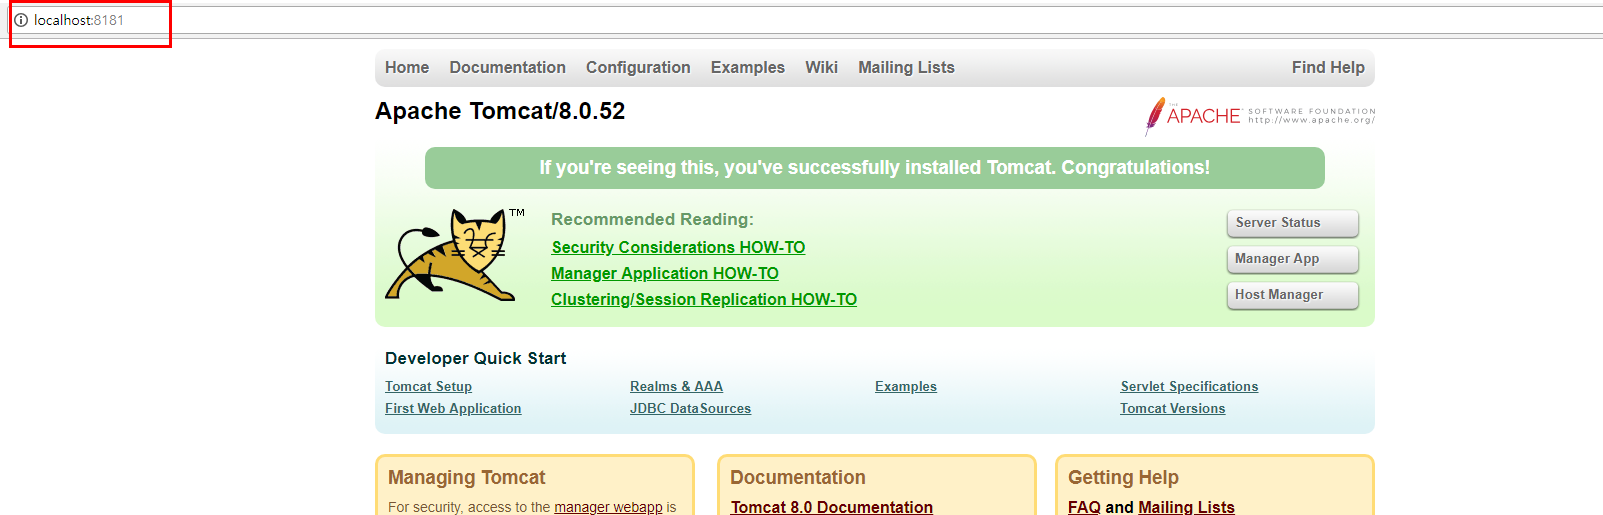 localhost:8181
Home Documentation Configuration Examples Wiki Mailing Lists Find Help
Apache Tomcat/8.0.52
THE
APACHE SOFTWARE FOUNDATION
http://www.apache.org/
If you're seeing this, you've successfully installed Tomcat. Congratulations!
TM
Recommended Reading:
Security Considerations HOW-TO
Manager Application HOW-TO
Clustering/Session Replication HOW-TO
Server Status
Manager App
Host Manager
Developer Quick Start
Tomcat Setup
First Web Application
Realms & AAA
JDBC DataSources
Examples
Servlet Specifications
Tomcat Versions
Managing Tomcat
For security, access to the manager webapp is
Documentation
Tomcat 8.0 Documentation
Getting Help
FAQ and Mailing Lists